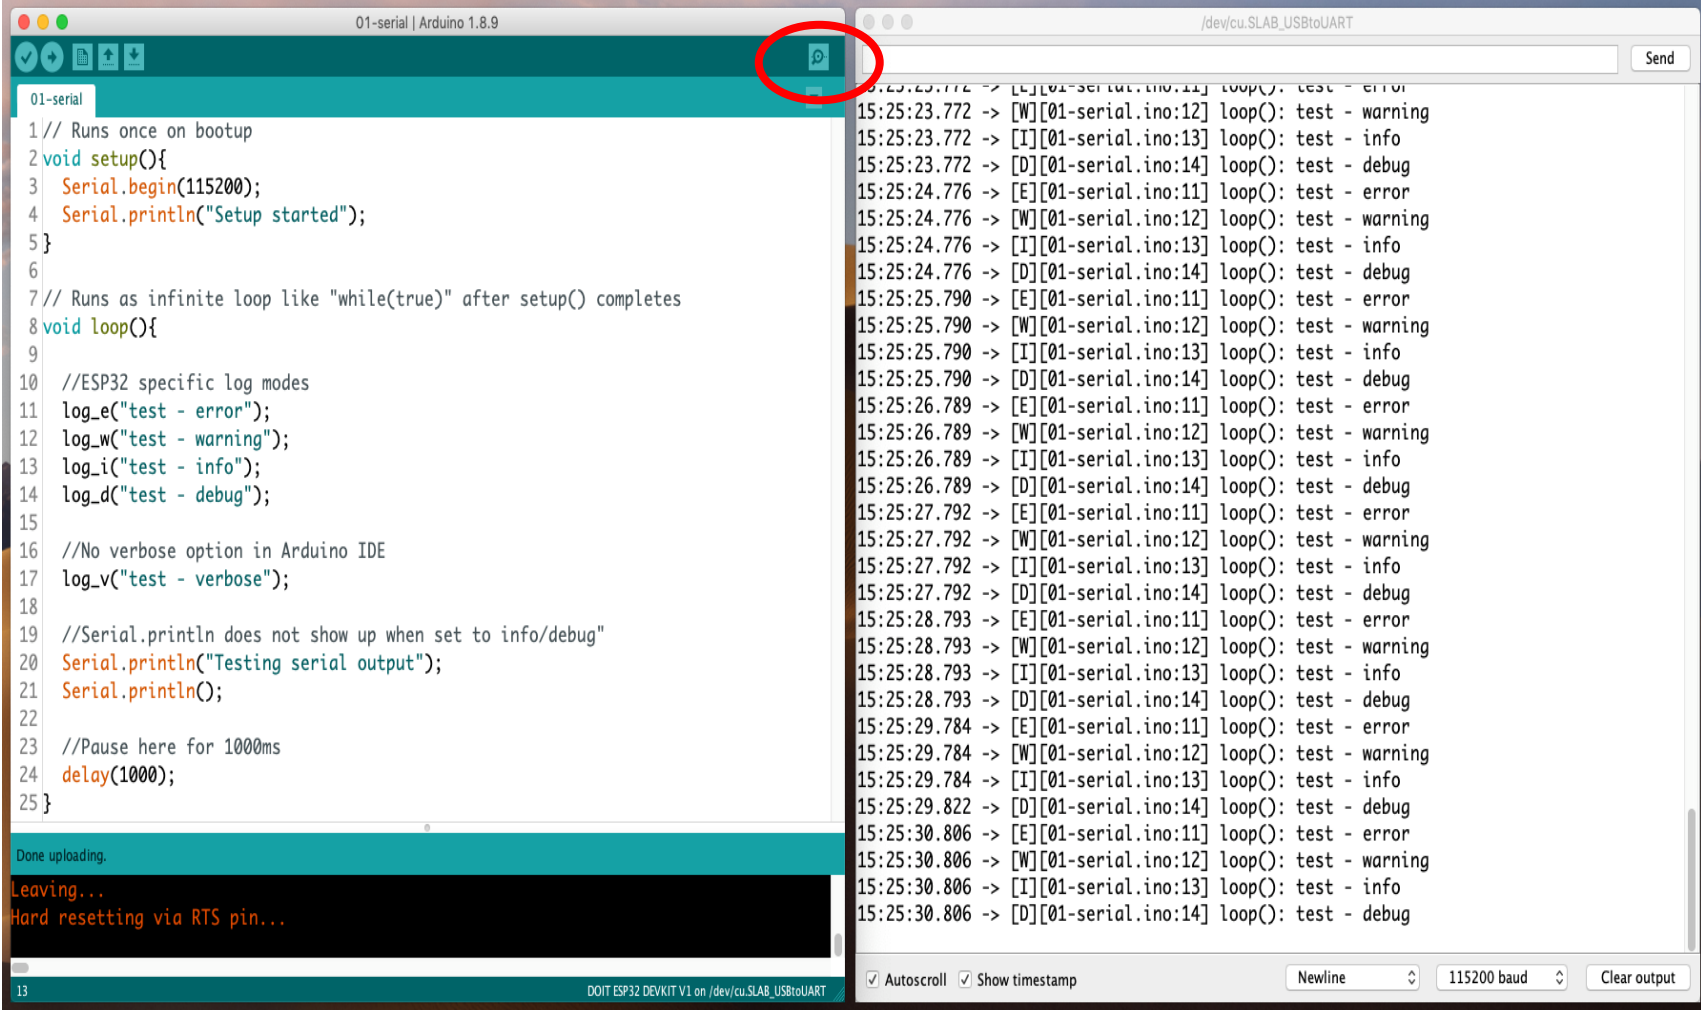 01-serial | Arduino 1.8.9
01-serial
1 // Runs once on bootup
2 void setup(){
3 Serial.begin(115200);
4 Serial.println("Setup started");
5 }
6
7 // Runs as infinite loop like "while(true)" after setup() completes
8 void loop(){
9
10 //ESP32 specific log modes
11 log_e("test - error");
12 log_w("test - warning");
13 log_i("test - info");
14 log_d("test - debug");
15
16 //No verbose option in Arduino IDE
17 log_v("test - verbose");
18
19 //Serial.println does not show up when set to info/debug"
20 Serial.println("Testing serial output");
21 Serial.println();
22
23 //Pause here for 1000ms
24 delay(1000);
25 }
Done uploading.
Leaving...
Hard resetting via RTS pin...
13
DOIT ESP32 DEVKIT V1 on /dev/cu.SLAB_USBtoUART
/dev/cu.SLAB_USBtoUART
Send
15:25:23.772 -> [E][01-serial.ino:11] loop(): test - error
15:25:23.772 -> [W][01-serial.ino:12] loop(): test - warning
15:25:23.772 -> [I][01-serial.ino:13] loop(): test - info
15:25:23.772 -> [D][01-serial.ino:14] loop(): test - debug
15:25:24.776 -> [E][01-serial.ino:11] loop(): test - error
15:25:24.776 -> [W][01-serial.ino:12] loop(): test - warning
15:25:24.776 -> [I][01-serial.ino:13] loop(): test - info
15:25:24.776 -> [D][01-serial.ino:14] loop(): test - debug
15:25:25.790 -> [E][01-serial.ino:11] loop(): test - error
15:25:25.790 -> [W][01-serial.ino:12] loop(): test - warning
15:25:25.790 -> [I][01-serial.ino:13] loop(): test - info
15:25:25.790 -> [D][01-serial.ino:14] loop(): test - debug
15:25:26.789 -> [E][01-serial.ino:11] loop(): test - error
15:25:26.789 -> [W][01-serial.ino:12] loop(): test - warning
15:25:26.789 -> [I][01-serial.ino:13] loop(): test - info
15:25:26.789 -> [D][01-serial.ino:14] loop(): test - debug
15:25:27.792 -> [E][01-serial.ino:11] loop(): test - error
15:25:27.792 -> [W][01-serial.ino:12] loop(): test - warning
15:25:27.792 -> [I][01-serial.ino:13] loop(): test - info
15:25:27.792 -> [D][01-serial.ino:14] loop(): test - debug
15:25:28.793 -> [E][01-serial.ino:11] loop(): test - error
15:25:28.793 -> [W][01-serial.ino:12] loop(): test - warning
15:25:28.793 -> [I][01-serial.ino:13] loop(): test - info
15:25:28.793 -> [D][01-serial.ino:14] loop(): test - debug
15:25:29.784 -> [E][01-serial.ino:11] loop(): test - error
15:25:29.784 -> [W][01-serial.ino:12] loop(): test - warning
15:25:29.784 -> [I][01-serial.ino:13] loop(): test - info
15:25:29.822 -> [D][01-serial.ino:14] loop(): test - debug
15:25:30.806 -> [E][01-serial.ino:11] loop(): test - error
15:25:30.806 -> [W][01-serial.ino:12] loop(): test - warning
15:25:30.806 -> [I][01-serial.ino:13] loop(): test - info
15:25:30.806 -> [D][01-serial.ino:14] loop(): test - debug
Autoscroll Show timestamp Newline 115200 baud Clear output